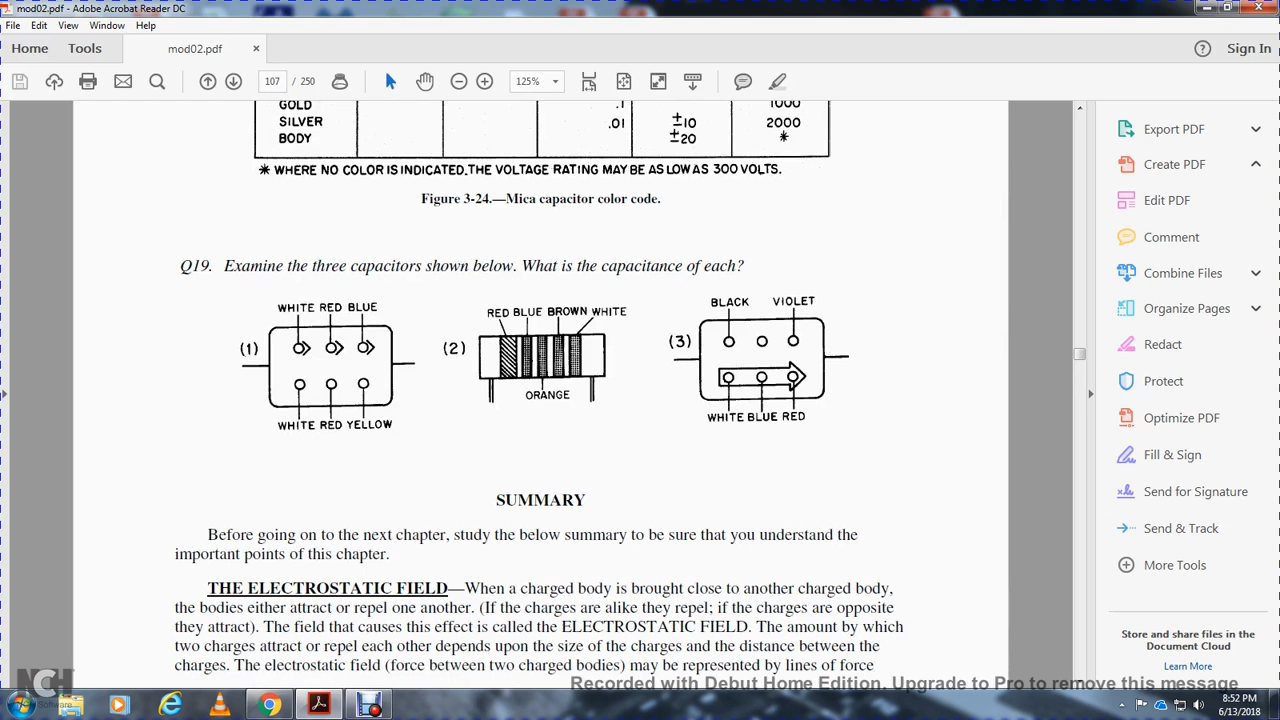 mod02.pdf - Adobe Acrobat Reader DC
File Edit View Window Help
Home Tools mod02.pdf × ? Sign In
107 / 250 125%
GOLD .1 1000
SILVER .01 ±10 2000
BODY ±20 *
* WHERE NO COLOR IS INDICATED, THE VOLTAGE RATING MAY BE AS LOW AS 300 VOLTS.
Figure 3-24.—Mica capacitor color code.
Q19. Examine the three capacitors shown below. What is the capacitance of each?
WHITE RED BLUE
(1)
WHITE RED YELLOW
RED BLUE BROWN WHITE
(2)
ORANGE
BLACK VIOLET
(3)
WHITE BLUE RED
SUMMARY
Before going on to the next chapter, study the below summary to be sure that you understand the
important points of this chapter.
THE ELECTROSTATIC FIELD—When a charged body is brought close to another charged body,
the bodies either attract or repel one another. (If the charges are alike they repel; if the charges are opposite
they attract). The field that causes this effect is called the ELECTROSTATIC FIELD. The amount by which
two charges attract or repel each other depends upon the size of the charges and the distance between the
charges. The electrostatic field (force between two charged bodies) may be represented by lines of force
Export PDF
Create PDF
Edit PDF
Comment
Combine Files
Organize Pages
Redact
Protect
Optimize PDF
Fill & Sign
Send for Signature
Send & Track
More Tools
Store and share files in the
Document Cloud
Learn More
NCH
Software
Recorded with Debut Home Edition. Upgrade to Pro to remove this message
8:52 PM
6/13/2018